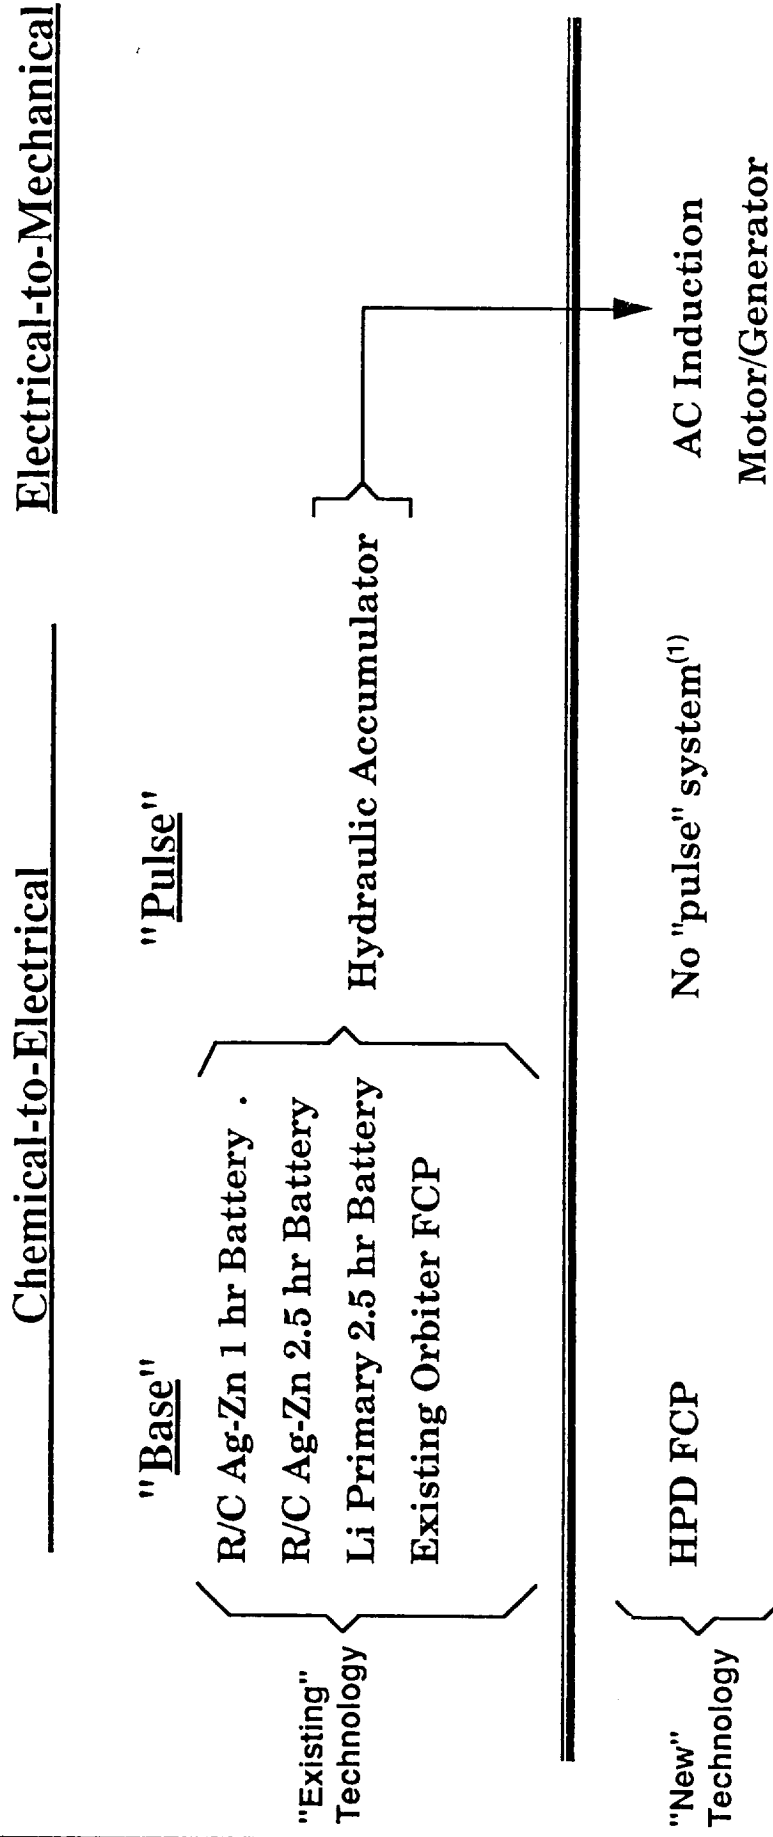 Chemical-to-Electrical
Electrical-to-Mechanical
"Base"
"Pulse"
"Existing"
Technology
R/C Ag-Zn 1 hr Battery .
R/C Ag-Zn 2.5 hr Battery
Li Primary 2.5 hr Battery
Existing Orbiter FCP
Hydraulic Accumulator
"New"
Technology
HPD FCP
No "pulse" system(1)
AC Induction
Motor/Generator